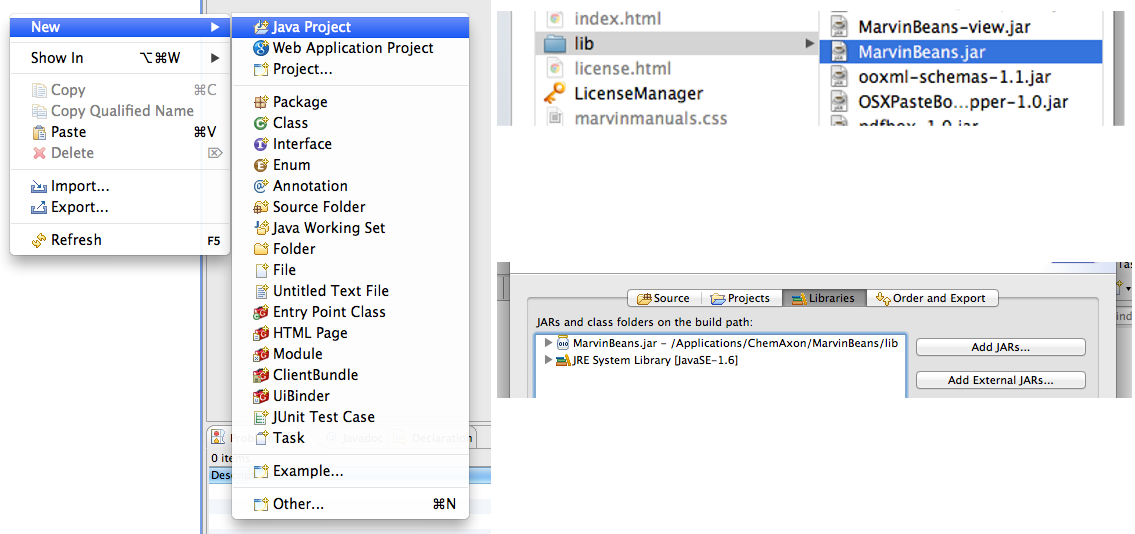 New
Show In ⌥⌘W
Copy ⌘C
Copy Qualified Name
Paste ⌘V
Delete ⌦
Import...
Export...
Refresh F5
Java Project
Web Application Project
Project...
Package
Class
Interface
Enum
Annotation
Source Folder
Java Working Set
Folder
File
Untitled Text File
Entry Point Class
HTML Page
Module
ClientBundle
UiBinder
JUnit Test Case
Task
Example...
Other... ⌘N
Javadoc Declaration
0 items
index.html
lib
license.html
LicenseManager
marvinmanuals.css
MarvinBeans-view.jar
MarvinBeans.jar
ooxml-schemas-1.1.jar
OSXPasteBo...pper-1.0.jar
pdfbox-1.0.jar
Source Projects Libraries Order and Export
JARs and class folders on the build path:
MarvinBeans.jar - /Applications/ChemAxon/MarvinBeans/lib
JRE System Library [JavaSE-1.6]
Add JARs...
Add External JARs...